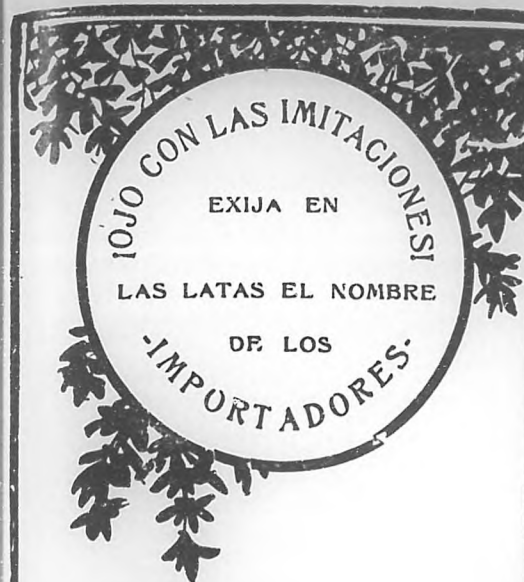 ¡OJO CON LAS IMITACIONES!
EXIJA EN
LAS LATAS EL NOMBRE
DE LOS
-IMPORTADORES-